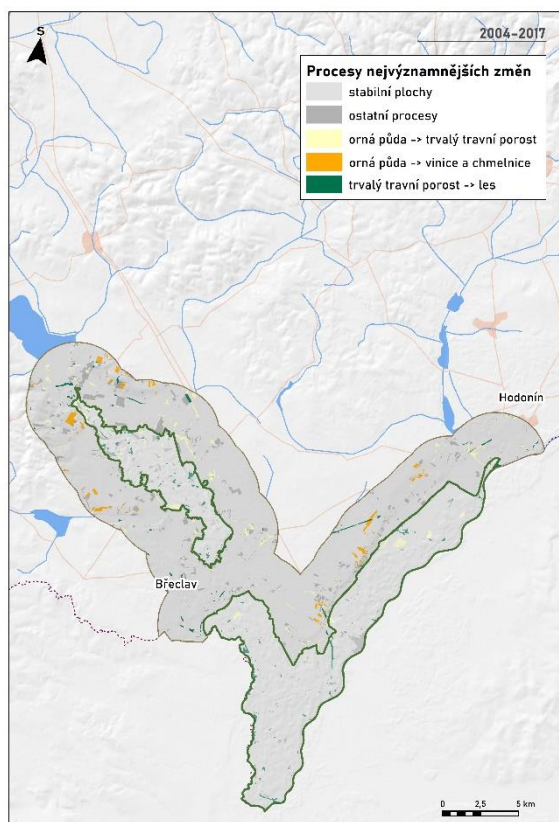 S
2004–2017
Procesy nejvýznamnějších změn
stabilní plochy
ostatní procesy
orná půda -> trvalý travní porost
orná půda -> vinice a chmelnice
trvalý travní porost -> les
Hodonín
Břeclav
0 2,5 5 km